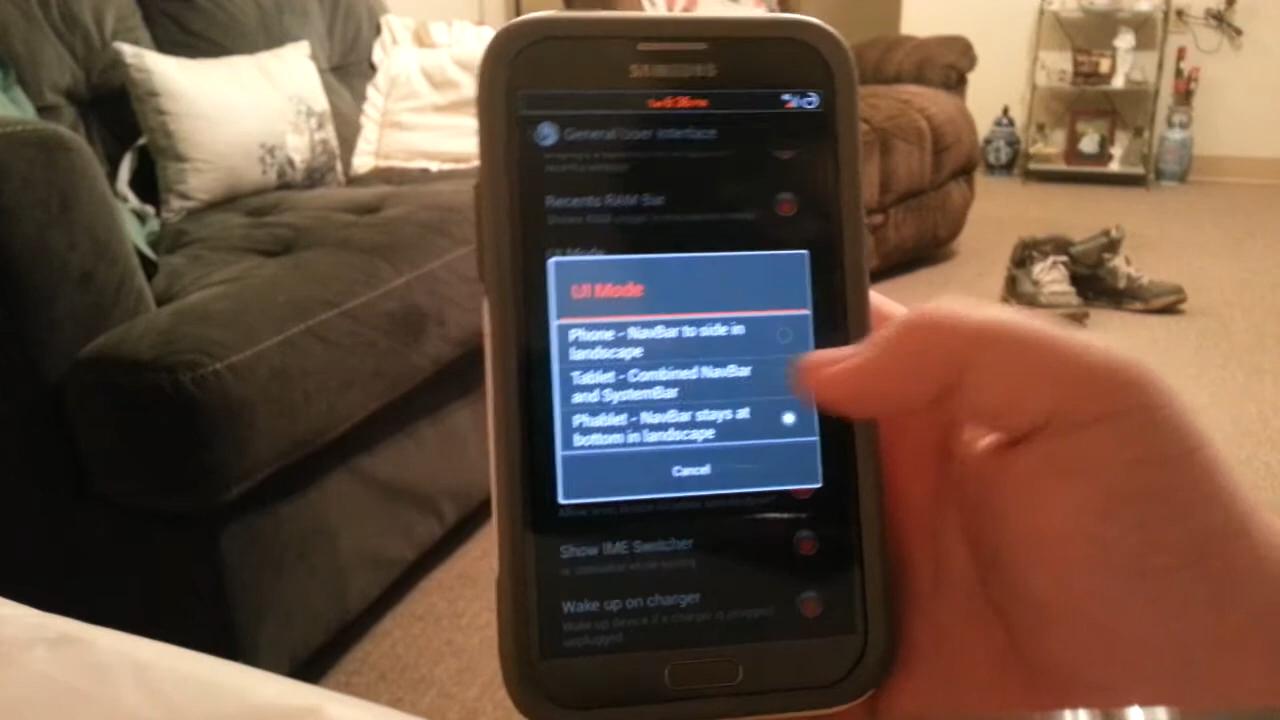 SAMSUNG
General User Interface
Recents RAM Bar
UI Mode
UI Mode
Phone - NavBar to side in
landscape
Tablet - Combined NavBar
and SystemBar
Phablet - NavBar stays at
bottom in landscape
Cancel
Show IME Switcher
Wake up on charger
Wake up device if a charger is plugged/
unplugged